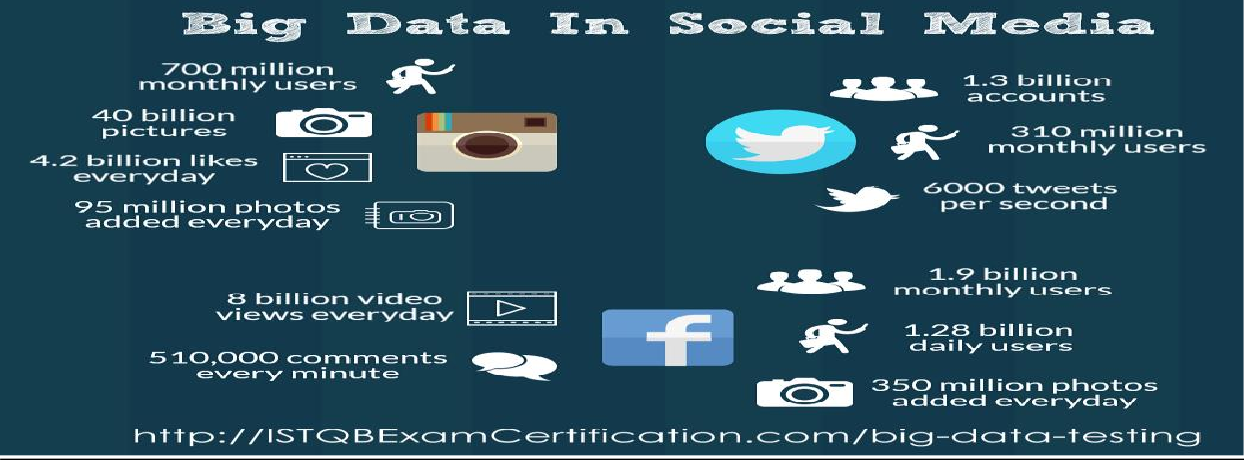 Big Data In Social Media
700 million
monthly users
40 billion
pictures
4.2 billion likes
everyday
95 million photos
added everyday
1.3 billion
accounts
310 million
monthly users
6000 tweets
per second
8 billion video
views everyday
510,000 comments
every minute
f
1.9 billion
monthly users
1.28 billion
daily users
350 million photos
added everyday
http://ISTQBExamCertification.com/big-data-testing